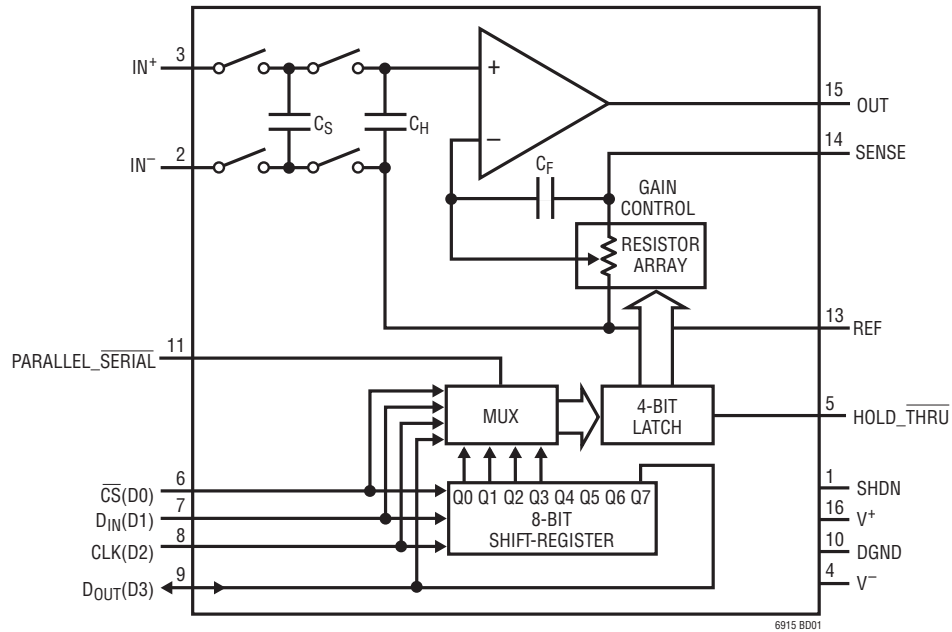 3
IN+
2
IN−
CS
CH
+
−
CF
15
OUT
14
SENSE
GAIN
CONTROL
RESISTOR
ARRAY
13
REF
11
PARALLEL_SERIAL
MUX
4-BIT
LATCH
5
HOLD_THRU
6
CS(D0)
7
DIN(D1)
8
CLK(D2)
9
DOUT(D3)
Q0 Q1 Q2 Q3 Q4 Q5 Q6 Q7
8-BIT
SHIFT-REGISTER
1
SHDN
16
V+
10
DGND
4
V−
6915 BD01